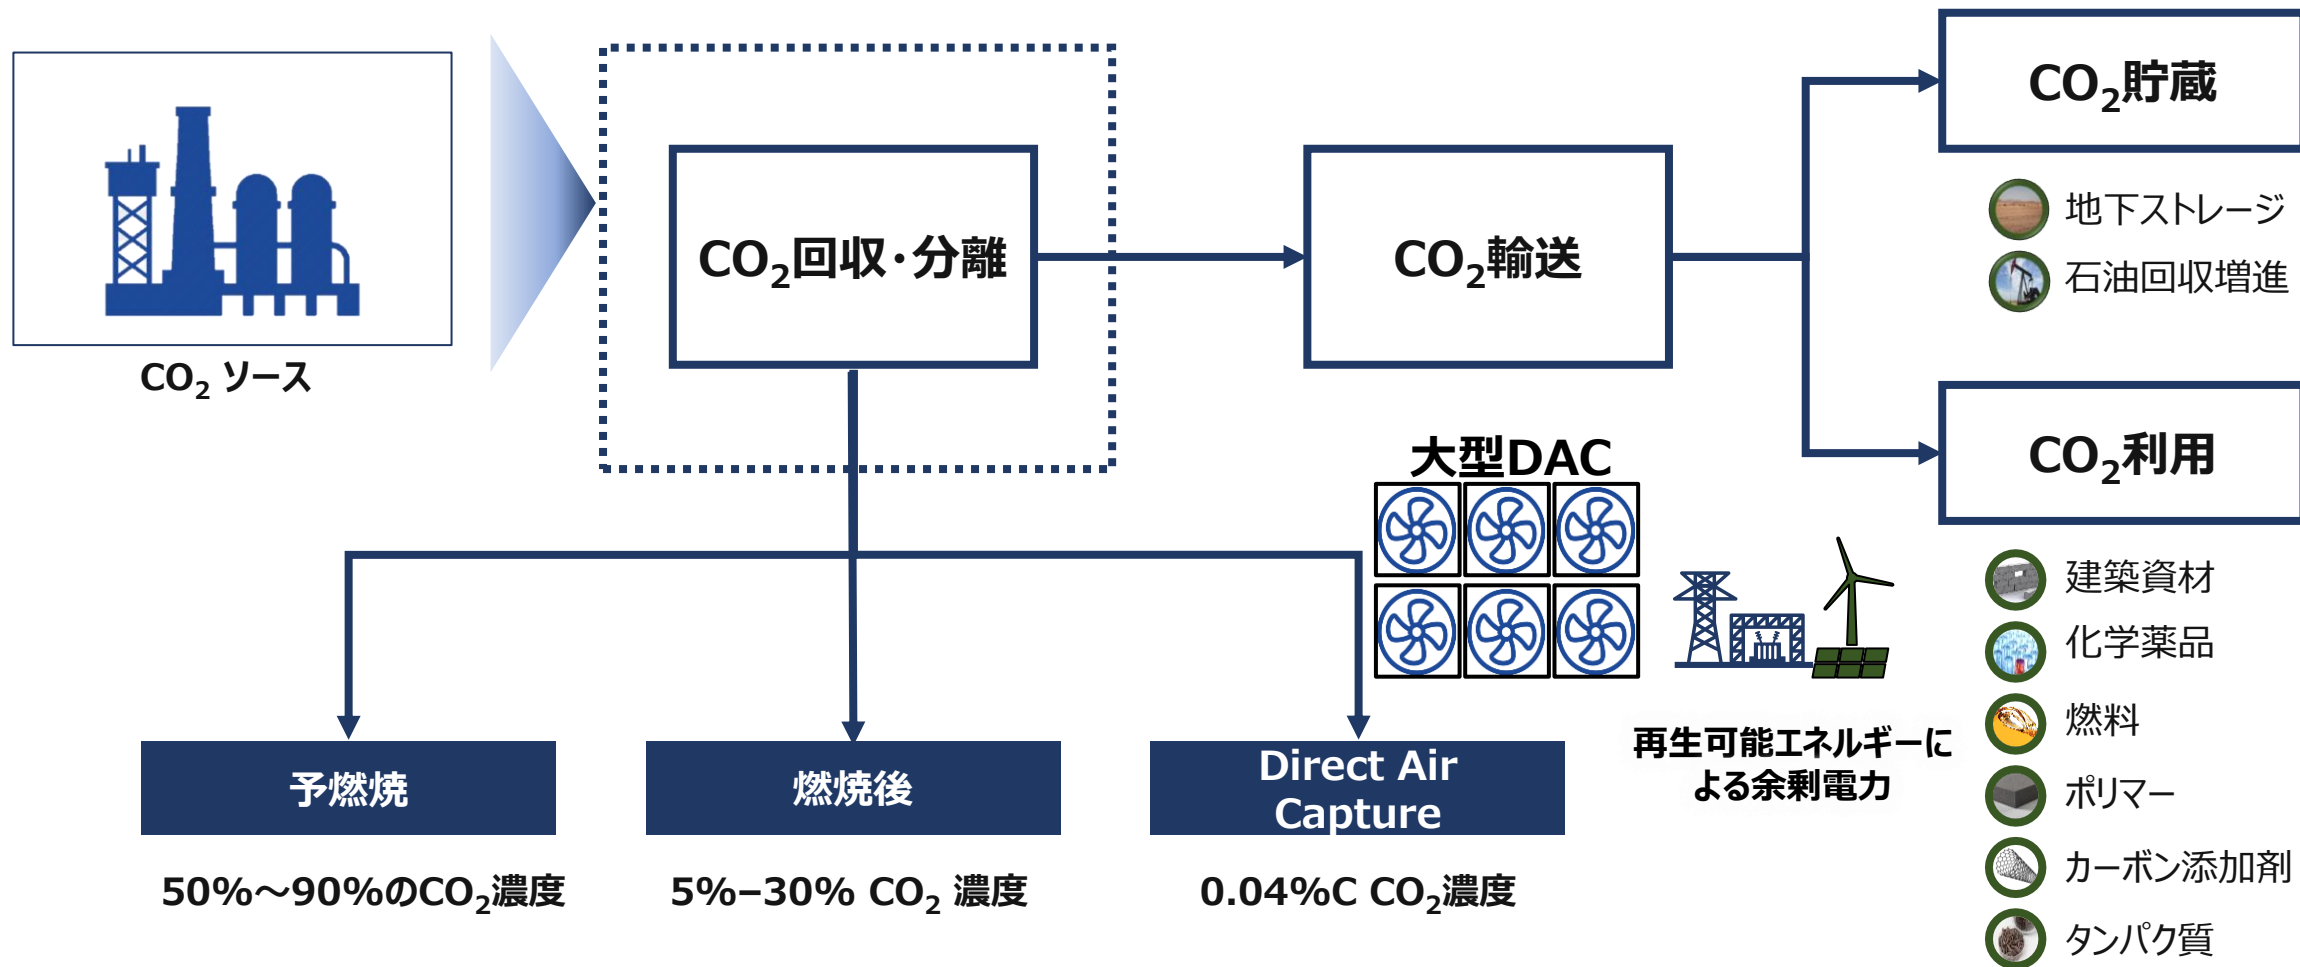 CO₂ ソース
CO₂回収・分離
CO₂輸送
CO₂貯蔵
地下ストレージ
石油回収増進
CO₂利用
建築資材
化学薬品
燃料
ポリマー
カーボン添加剤
タンパク質
大型DAC
再生可能エネルギーに
よる余剰電力
予燃焼
50%～90%のCO₂濃度
燃焼後
5%–30% CO₂ 濃度
Direct Air
Capture
0.04%C CO₂濃度